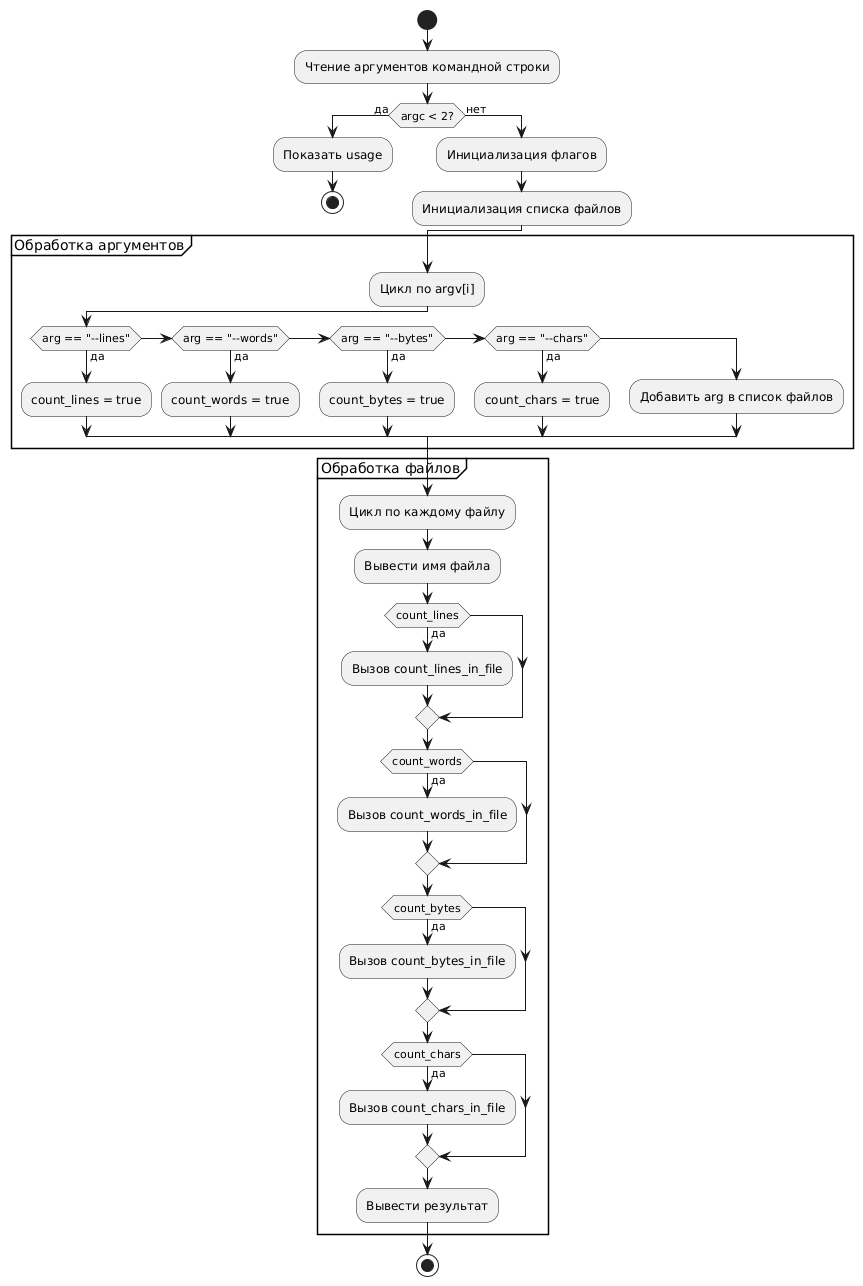 Чтение аргументов командной строки
да
argc < 2?
нет
Показать usage
Инициализация флагов
Инициализация списка файлов
Обработка аргументов
Цикл по argv[i]
arg == "--lines"
arg == "--words"
arg == "--bytes"
arg == "--chars"
да
да
да
да
count_lines = true
count_words = true
count_bytes = true
count_chars = true
Добавить arg в список файлов
Обработка файлов
Цикл по каждому файлу
Вывести имя файла
count_lines
да
Вызов count_lines_in_file
count_words
да
Вызов count_words_in_file
count_bytes
да
Вызов count_bytes_in_file
count_chars
да
Вызов count_chars_in_file
Вывести результат